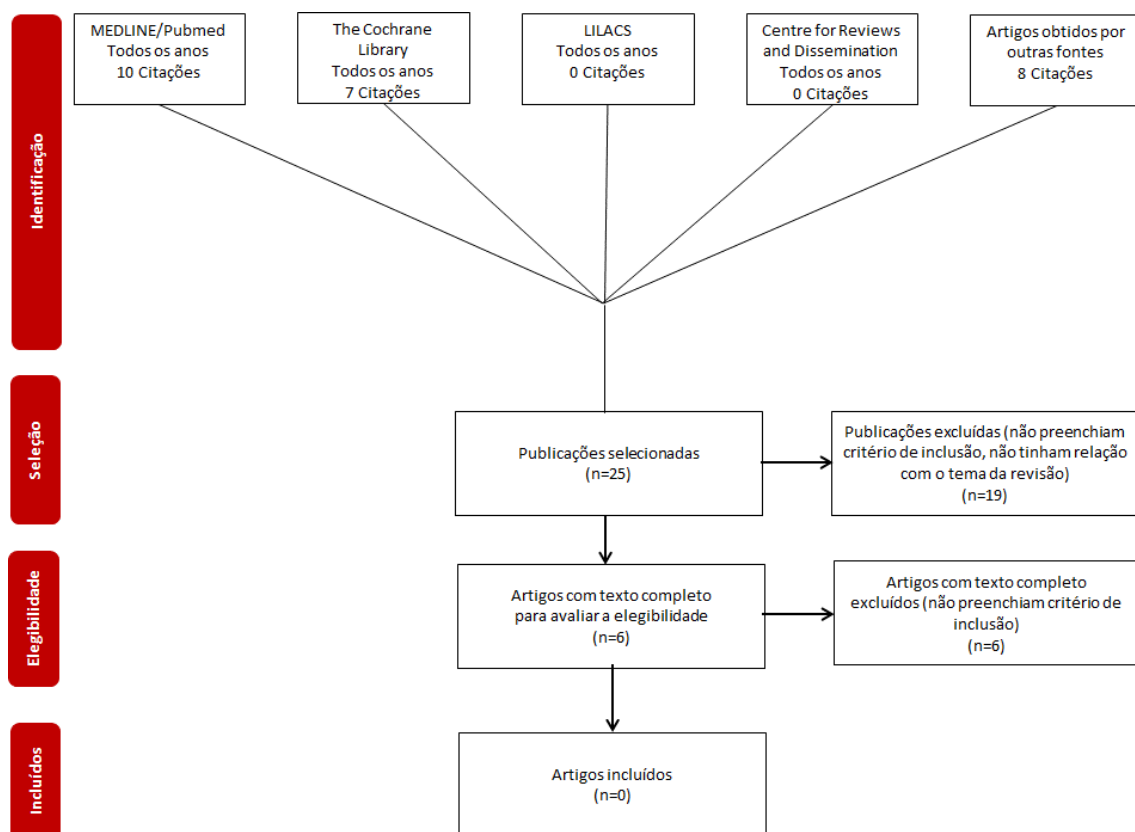 MEDLINE/Pubmed
Todos os anos
10 Citações
The Cochrane
Library
Todos os anos
7 Citações
LILACS
Todos os anos
0 Citações
Centre for Reviews
and Dissemination
Todos os anos
0 Citações
Artigos obtidos por
outras fontes
8 Citações
Identificação
Seleção
Publicações selecionadas
(n=25)
Publicações excluídas (não preenchiam
critério de inclusão, não tinham relação
com o tema da revisão)
(n=19)
Elegibilidade
Artigos com texto completo
para avaliar a elegibilidade
(n=6)
Artigos com texto completo
excluídos (não preenchiam critério de
inclusão)
(n=6)
Incluídos
Artigos incluídos
(n=0)